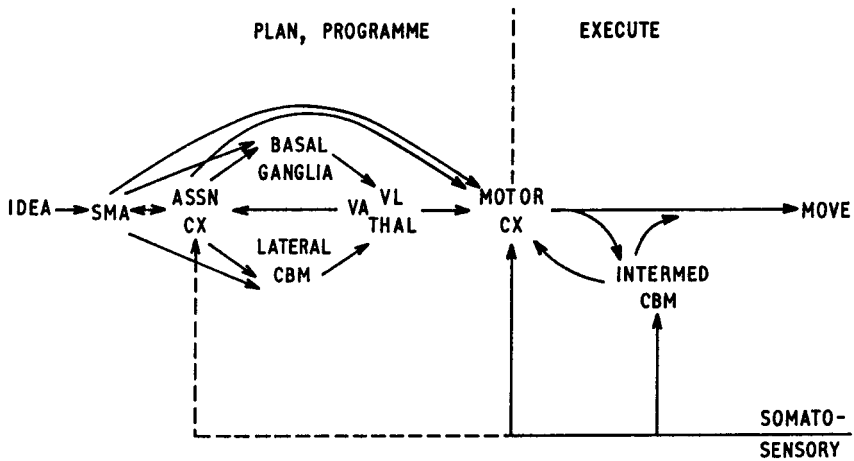 PLAN, PROGRAMME
EXECUTE
BASAL
GANGLIA
IDEA
SMA
ASSN
CX
VA
VL
THAL
MOTOR
CX
MOVE
LATERAL
CBM
INTERMED
CBM
SOMATO-
SENSORY